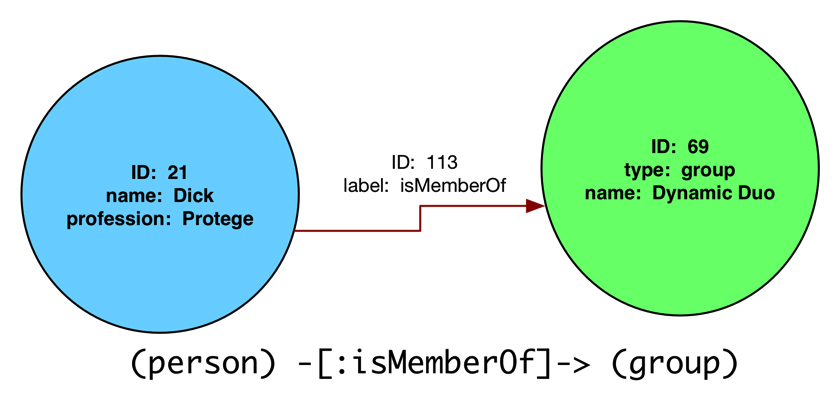 ID: 21
name: Dick
profession: Protege
ID: 113
label: isMemberOf
ID: 69
type: group
name: Dynamic Duo
(person) -[:isMemberOf]-> (group)